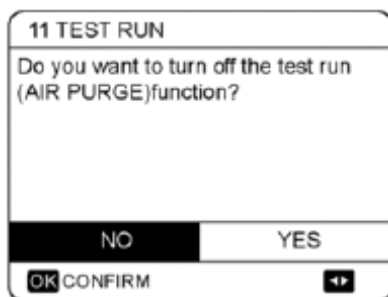 11 TEST RUN
Do you want to turn off the test run
(AIR PURGE)function?
NO YES
OK CONFIRM